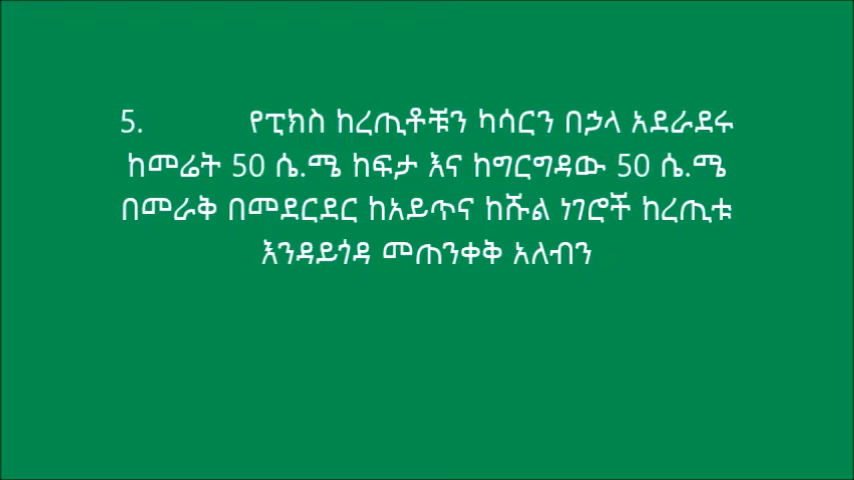 5. የፒክስ ከረጢቶቹን ካሳርን በኃላ አደራደሩ
ከመሬት 50 ሴ.ሜ ከፍታ እና ከግርግዳው 50 ሴ.ሜ
በመራቅ በመደርደር ከአይጥና ከሹል ነገሮች ከረጢቱ
እንዳይጎዳ መጠንቀቅ አለብን